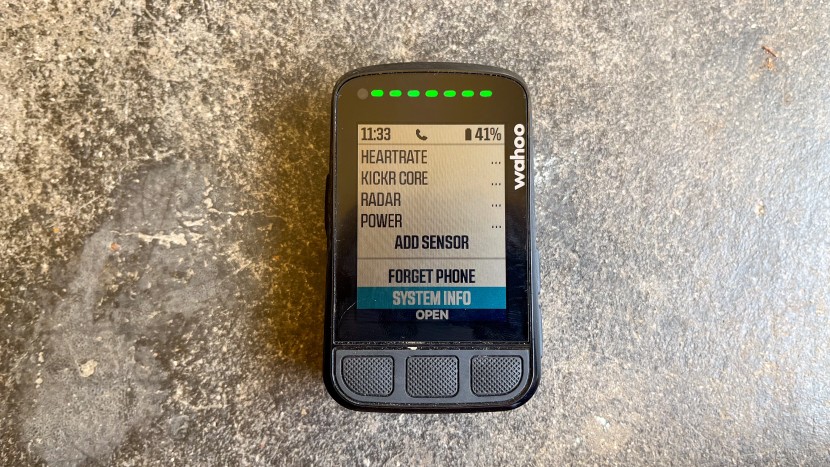 11:33 41%
HEARTRATE ...
KICKR CORE ...
RADAR ...
POWER ...
ADD SENSOR
FORGET PHONE
SYSTEM INFO
OPEN
wahoo